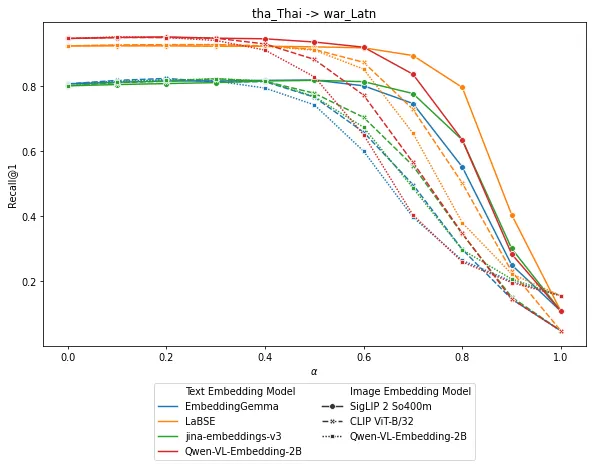 tha_Thai -> war_Latn
Recall@1
0.8
0.6
0.4
0.2
0.0 0.2 0.4 0.6 0.8 1.0
α
Text Embedding Model
EmbeddingGemma
LaBSE
jina-embeddings-v3
Qwen-VL-Embedding-2B
Image Embedding Model
SigLIP 2 So400m
CLIP ViT-B/32
Qwen-VL-Embedding-2B